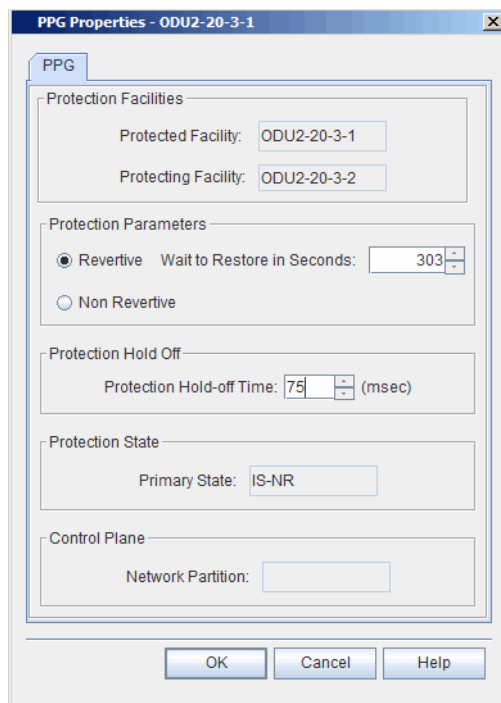 PPG Properties - ODU2-20-3-1
PPG
Protection Facilities
Protected Facility: ODU2-20-3-1
Protecting Facility: ODU2-20-3-2
Protection Parameters
Revertive Wait to Restore in Seconds: 303
Non Revertive
Protection Hold Off
Protection Hold-off Time: 75 (msec)
Protection State
Primary State: IS-NR
Control Plane
Network Partition:
OK Cancel Help